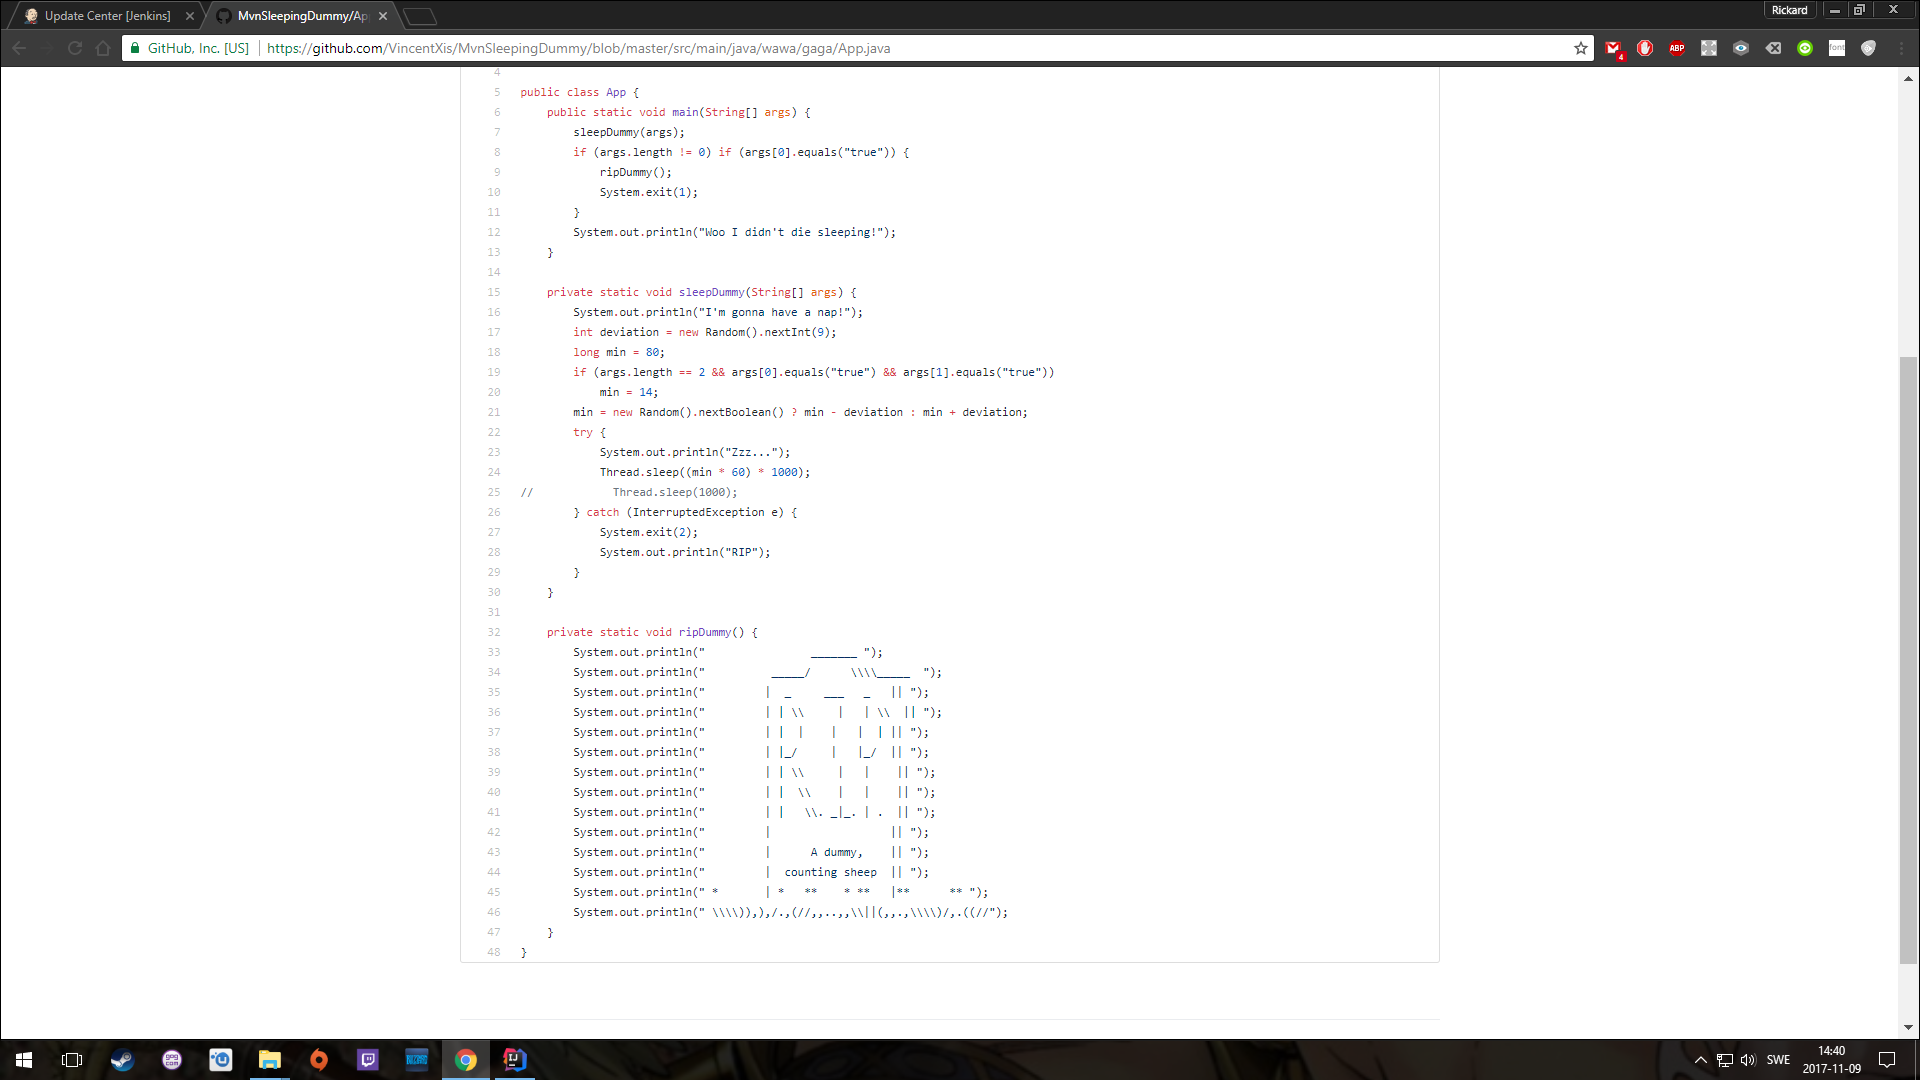 Update Center [Jenkins]
MvnSleepingDummy/Ap
Rickard
GitHub, Inc. [US] | https://github.com/VincentXis/MvnSleepingDummy/blob/master/src/main/java/wawa/gaga/App.java
4
ABP
font
4
5 public class App {
6     public static void main(String[] args) {
7         sleepDummy(args);
8         if (args.length != 0) if (args[0].equals("true")) {
9             ripDummy();
10             System.exit(1);
11         }
12         System.out.println("Woo I didn't die sleeping!");
13     }
14
15     private static void sleepDummy(String[] args) {
16         System.out.println("I'm gonna have a nap!");
17         int deviation = new Random().nextInt(9);
18         long min = 80;
19         if (args.length == 2 && args[0].equals("true") && args[1].equals("true"))
20             min = 14;
21         min = new Random().nextBoolean() ? min - deviation : min + deviation;
22         try {
23             System.out.println("Zzz...");
24             Thread.sleep((min * 60) * 1000);
25 //            Thread.sleep(1000);
26         } catch (InterruptedException e) {
27             System.exit(2);
28             System.out.println("RIP");
29         }
30     }
31
32     private static void ripDummy() {
33         System.out.println("                _______ ");
34         System.out.println("          _____/      \\\\_____  ");
35         System.out.println("         |  _     ___   _   || ");
36         System.out.println("         | | \\     |   | \\  || ");
37         System.out.println("         | |  |    |   |  | || ");
38         System.out.println("         | |_/     |   |_/  || ");
39         System.out.println("         | | \\     |   |    || ");
40         System.out.println("         | |  \\    |   |    || ");
41         System.out.println("         | |   \\. _|_. | .  || ");
42         System.out.println("         |                  || ");
43         System.out.println("         |      A dummy,    || ");
44         System.out.println("         |  counting sheep  || ");
45         System.out.println(" *       | *   **    * **   |**      ** ");
46         System.out.println(" \\\\)),),/.,(//,,..,,\\||(,,.,\\\\)/,.((//");
47     }
48 }
gog
com
SWE
14:40
2017-11-09